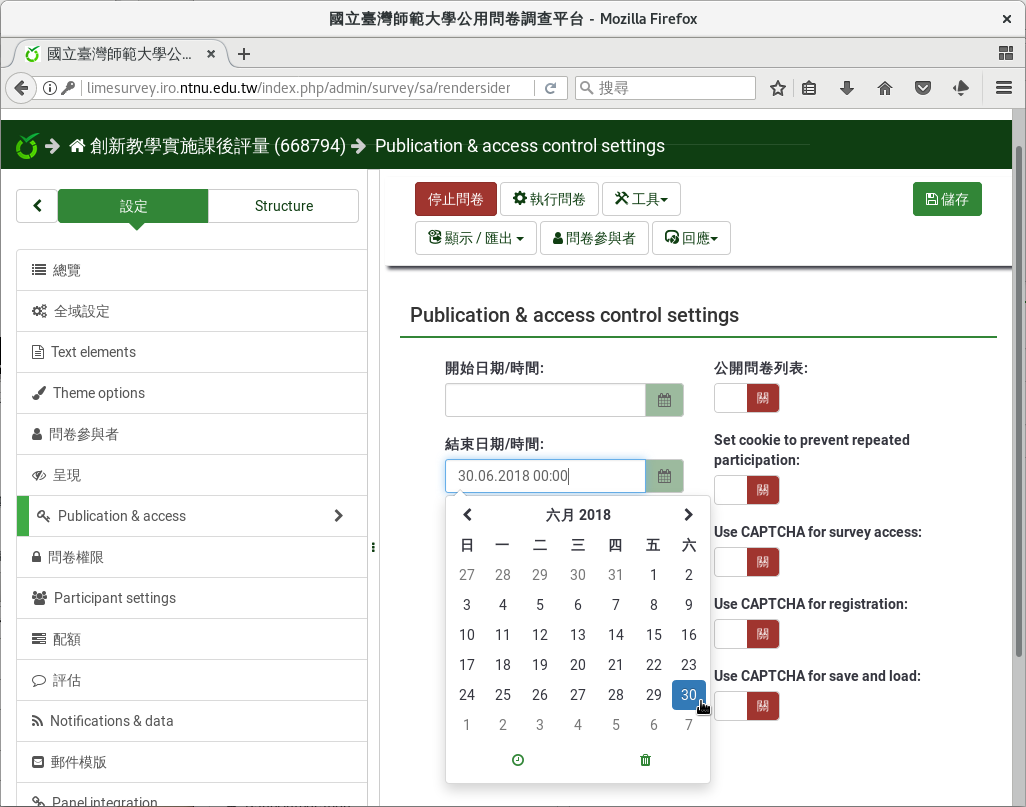 國立臺灣師範大學公用問卷調查平台 - Mozilla Firefox
國立臺灣師範大學公...
limesurvey.iro.ntnu.edu.tw/index.php/admin/survey/sa/rendersider
搜尋
創新教學實施課後評量 (668794) Publication & access control settings
設定 Structure
停止問卷 執行問卷 工具 儲存
顯示 / 匯出 問卷參與者 回應
總覽
全域設定
Text elements
Theme options
問卷參與者
呈現
Publication & access
問卷權限
Participant settings
配額
評估
Notifications & data
郵件模版
Panel integration
Publication & access control settings
開始日期/時間:
結束日期/時間:
30.06.2018 00:00
六月 2018
日 一 二 三 四 五 六
27 28 29 30 31 1 2
3 4 5 6 7 8 9
10 11 12 13 14 15 16
17 18 19 20 21 22 23
24 25 26 27 28 29 30
1 2 3 4 5 6 7
公開問卷列表:
關
Set cookie to prevent repeated
participation:
關
Use CAPTCHA for survey access:
關
Use CAPTCHA for registration:
關
Use CAPTCHA for save and load:
關